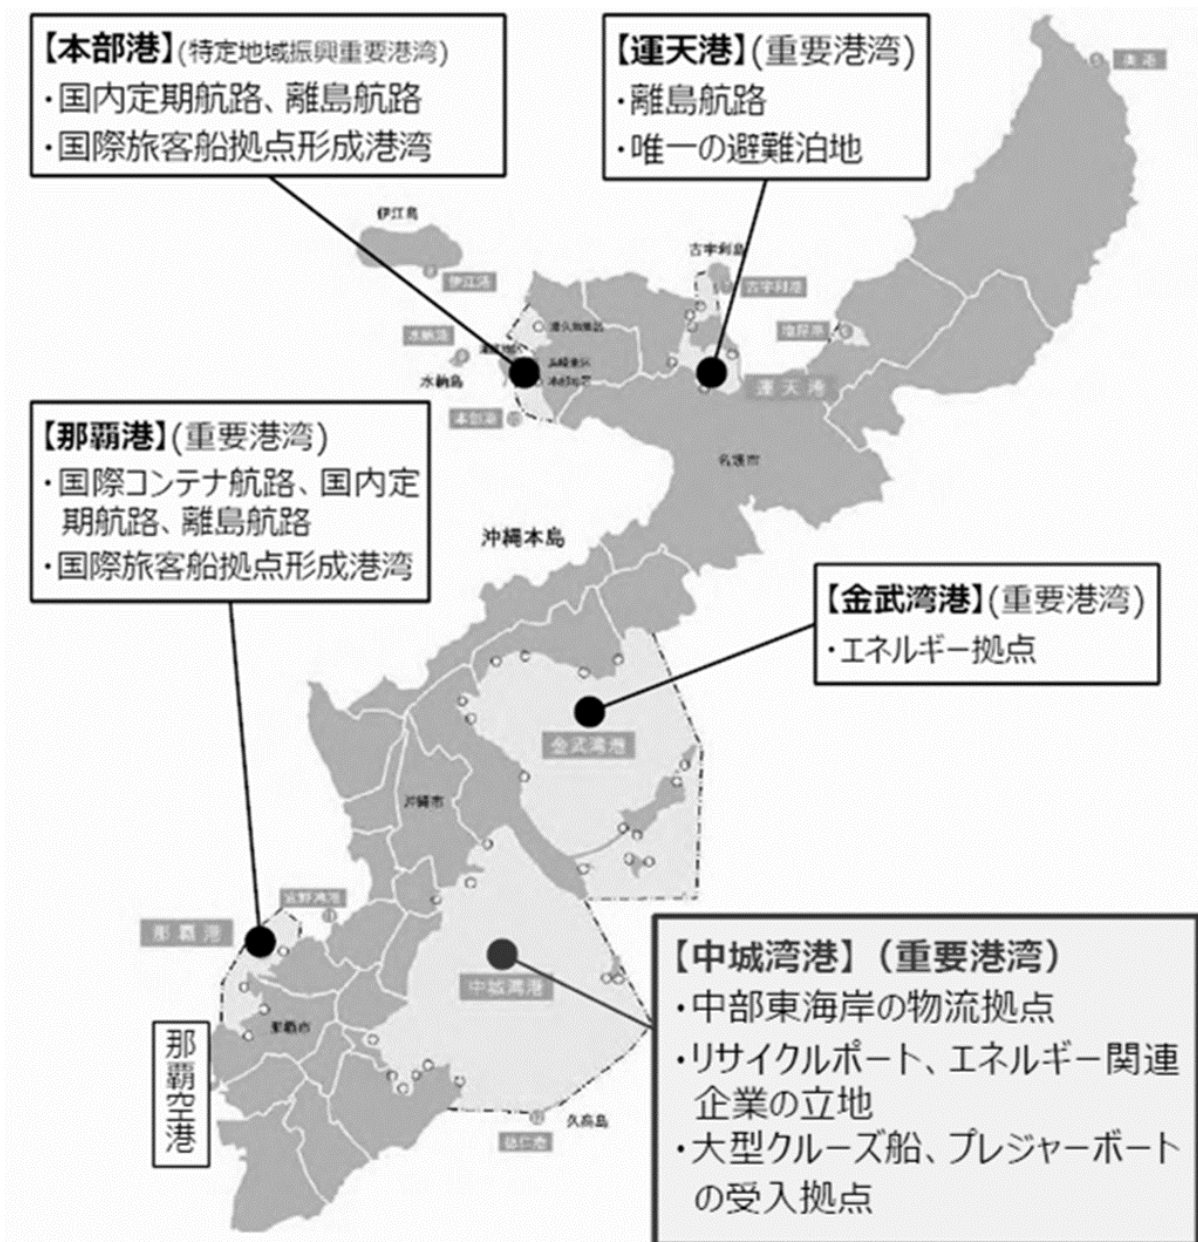 【本部港】(特定地域振興重要港湾)
・国内定期航路、離島航路
・国際旅客船拠点形成港湾
【運天港】(重要港湾)
・離島航路
・唯一の避難泊地
奥港
伊江島
伊江港
古宇利島
古宇利港
塩屋港
水納港
水納島
本部港
運天港
名護市
【那覇港】(重要港湾)
・国際コンテナ航路、国内定
期航路、離島航路
・国際旅客船拠点形成港湾
沖縄本島
【金武湾港】(重要港湾)
・エネルギー拠点
金武湾港
沖縄市
宜野湾港
那覇港
中城湾港
那覇市
那覇空港
久高島
徳仁港
【中城湾港】(重要港湾)
・中部東海岸の物流拠点
・リサイクルポート、エネルギー関連
企業の立地
・大型クルーズ船、プレジャーボート
の受入拠点